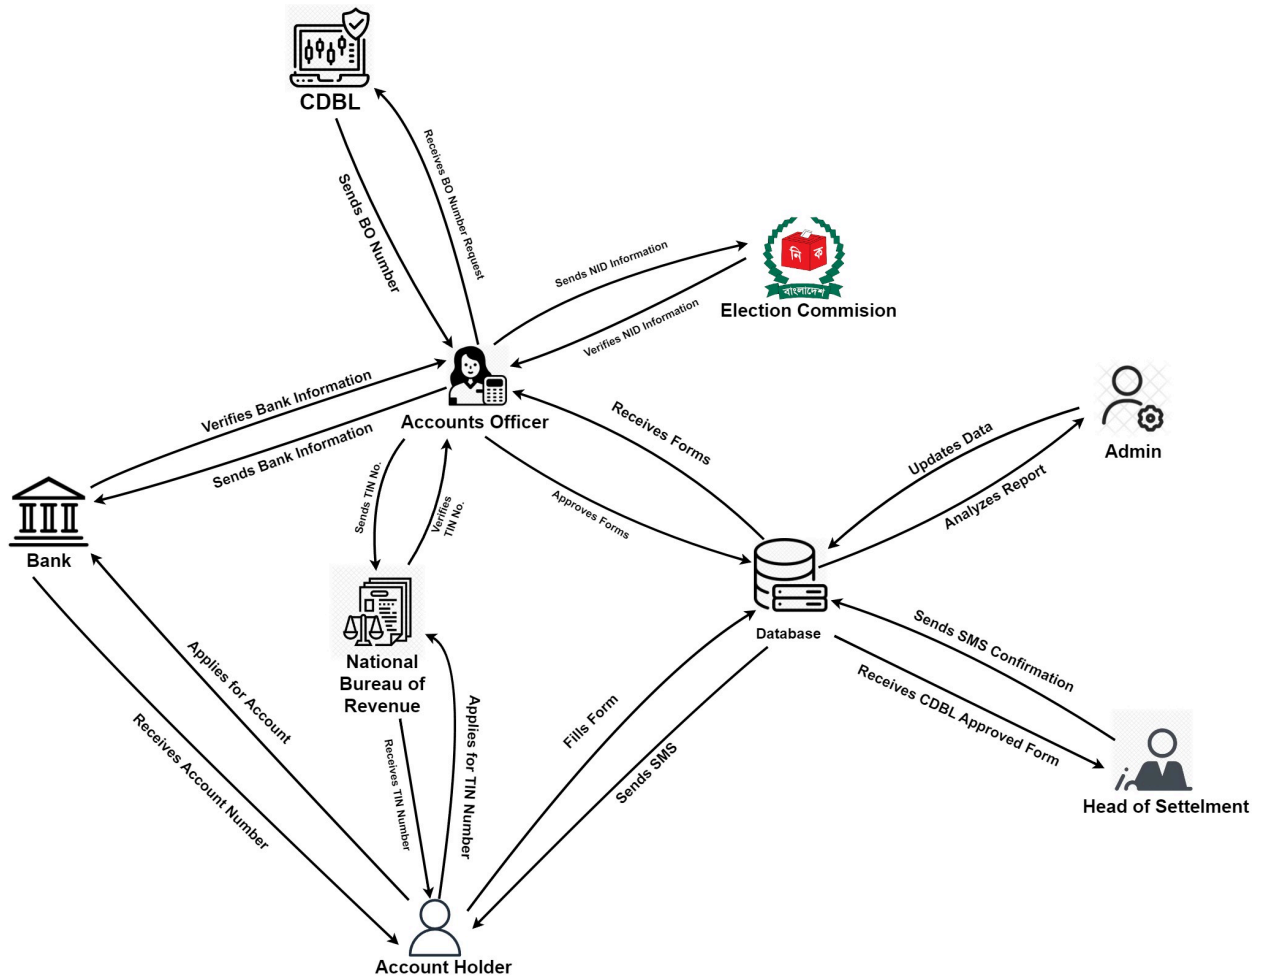 CDBL
Receives BO Number Request
Sends BO Number
Sends NID Information
নি ক
বাংলাদেশ
Election Commision
Verifies NID Information
Verifies Bank Information
Accounts Officer
Sends Bank Information
Receives Forms
Updates Data
Admin
Analyzes Report
Sends TIN No.
Verifies
TIN No.
Approves Forms
Bank
Database
National
Bureau of
Revenue
Sends SMS Confirmation
Receives CDBL Approved Form
Applies for Account
Receives Account Number
Receives TIN Number
Applies for TIN Number
Fills Form
Sends SMS
Head of Settelment
Account Holder